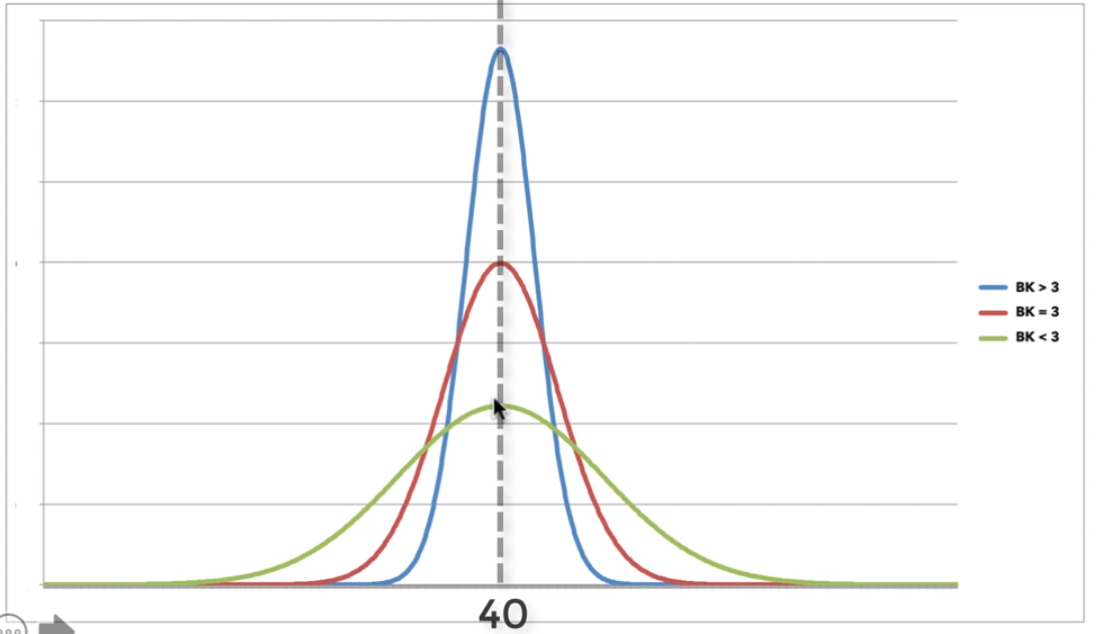 BK > 3
BK = 3
BK < 3
40